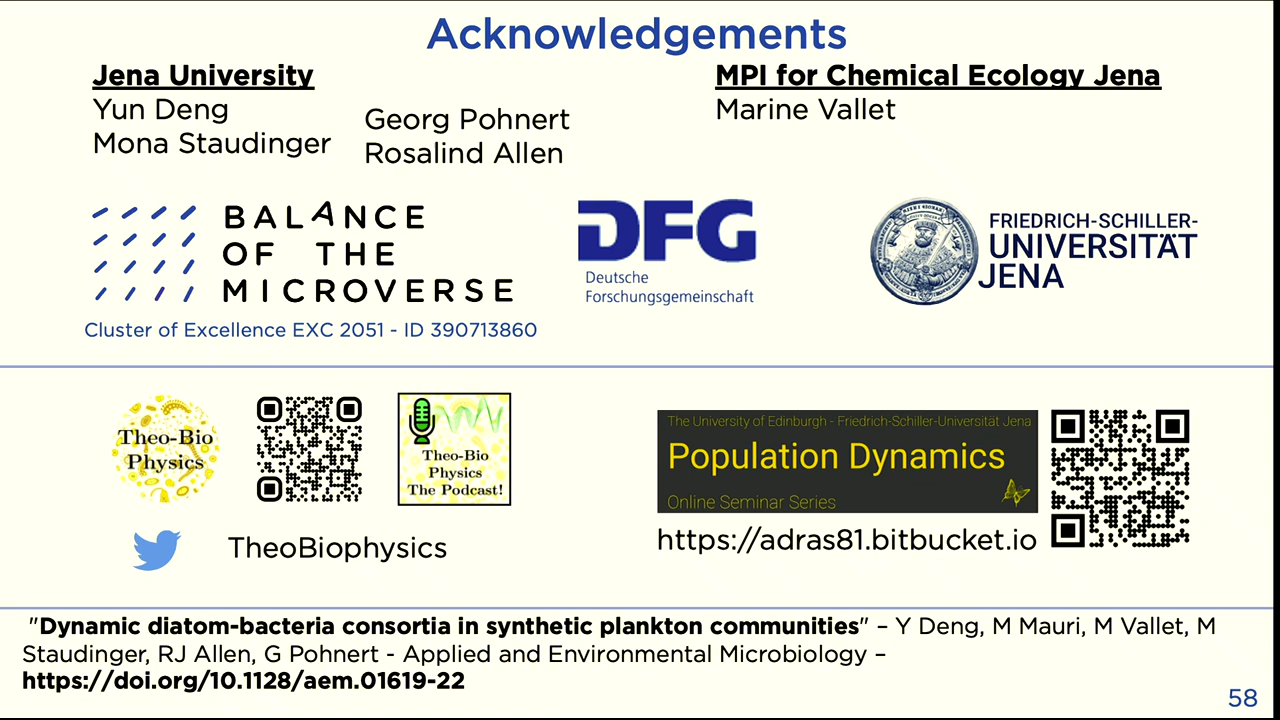 Acknowledgements
Jena University
Yun Deng
Mona Staudinger
Georg Pohnert
Rosalind Allen
MPI for Chemical Ecology Jena
Marine Vallet
BALANCE
OF THE
MICROVERSE
Cluster of Excellence EXC 2051 - ID 390713860
DFG
Deutsche
Forschungsgemeinschaft
FRIEDRICH-SCHILLER-
UNIVERSITÄT
JENA
Theo-Bio
Physics
Theo-Bio
Physics
The Podcast!
TheoBiophysics
The University of Edinburgh - Friedrich-Schiller-Universität Jena
Population Dynamics
Online Seminar Series
https://adras81.bitbucket.io
"Dynamic diatom-bacteria consortia in synthetic plankton communities" – Y Deng, M Mauri, M Vallet, M
Staudinger, RJ Allen, G Pohnert - Applied and Environmental Microbiology –
https://doi.org/10.1128/aem.01619-22
58